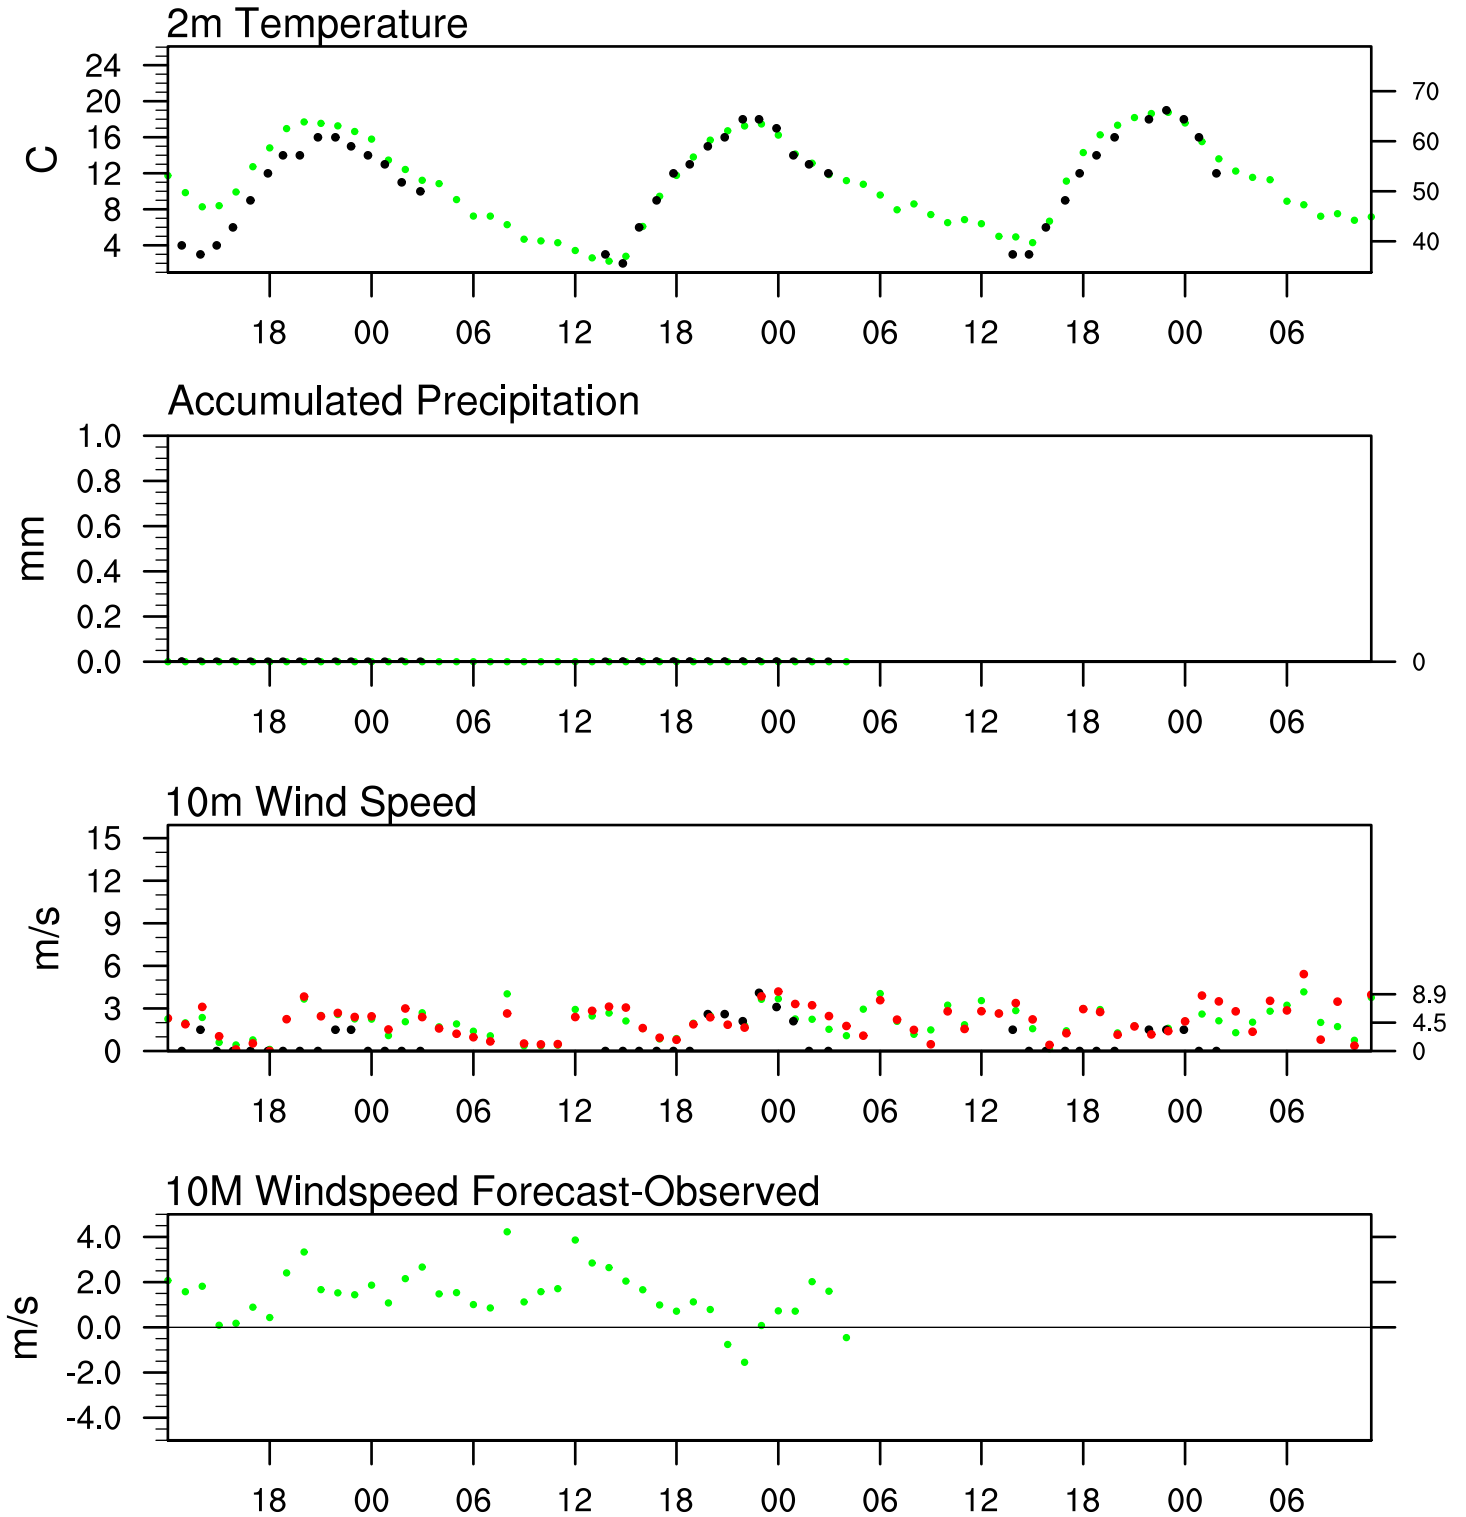 2m Temperature
24
20
16
12
8
4
C
70
60
50
40
18 00 06 12 18 00 06 12 18 00 06
Accumulated Precipitation
1.0
0.8
0.6
0.4
0.2
0.0
mm
0
18 00 06 12 18 00 06 12 18 00 06
10m Wind Speed
15
12
9
6
3
0
m/s
8.9
4.5
0
18 00 06 12 18 00 06 12 18 00 06
10M Windspeed Forecast-Observed
4.0
2.0
0.0
-2.0
-4.0
m/s
18 00 06 12 18 00 06 12 18 00 06